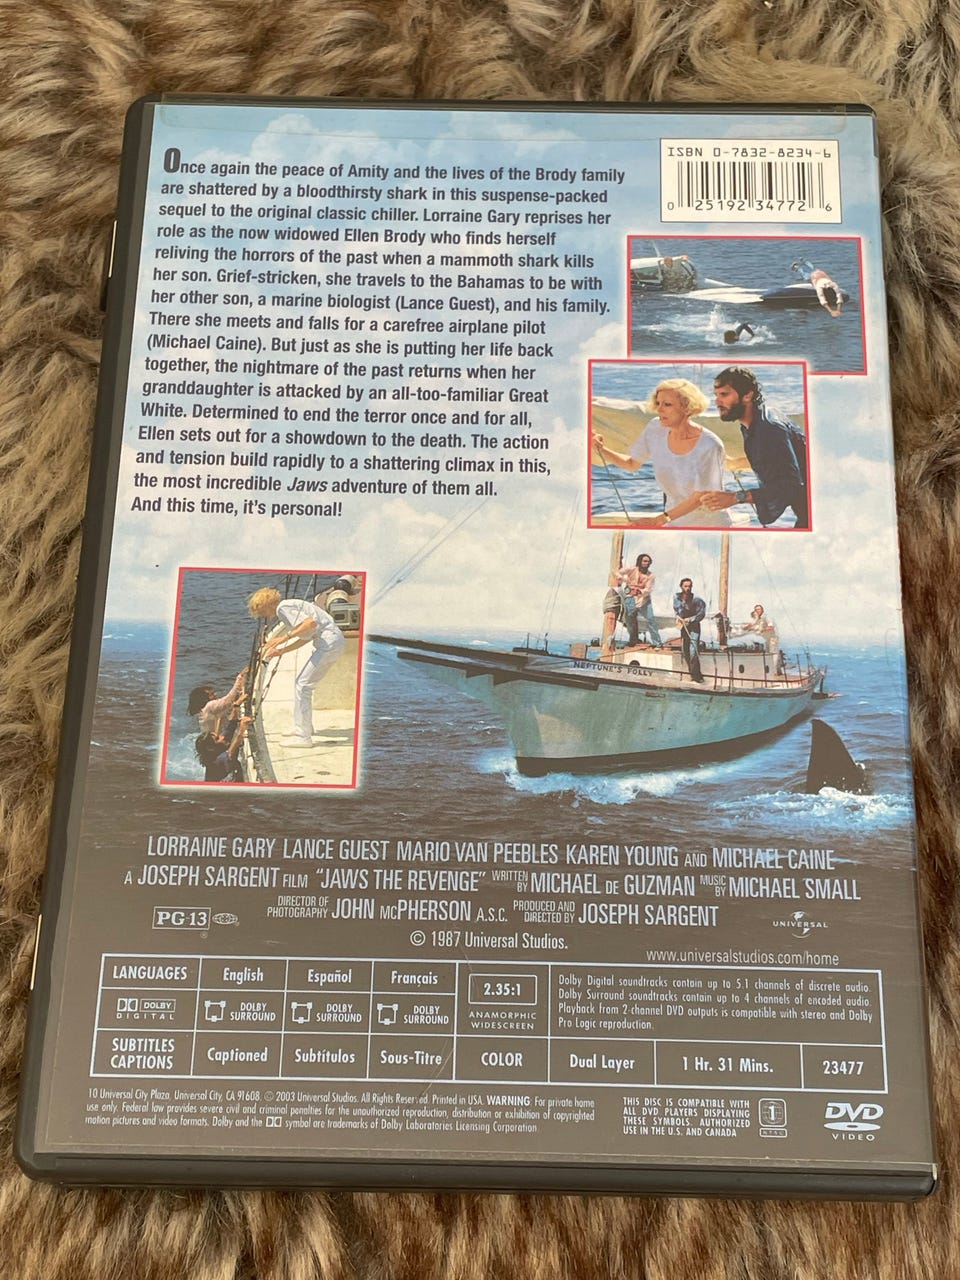 Once again the peace of Amity and the lives of the Brody family
are shattered by a bloodthirsty shark in this suspense-packed
sequel to the original classic chiller. Lorraine Gary reprises her
role as the now widowed Ellen Brody who finds herself
reliving the horrors of the past when a mammoth shark kills
her son. Grief-stricken, she travels to the Bahamas to be with
her other son, a marine biologist (Lance Guest), and his family.
There she meets and falls for a carefree airplane pilot
(Michael Caine). But just as she is putting her life back
together, the nightmare of the past returns when her
granddaughter is attacked by an all-too-familiar Great
White. Determined to end the terror once and for all,
Ellen sets out for a showdown to the death. The action
and tension build rapidly to a shattering climax in this,
the most incredible Jaws adventure of them all.
And this time, it's personal!
ISBN 0-7832-8234-6
0 25192 34772 6
NEPTUNE'S FOLLY
LORRAINE GARY LANCE GUEST MARIO VAN PEEBLES KAREN YOUNG AND MICHAEL CAINE
A JOSEPH SARGENT FILM "JAWS THE REVENGE" WRITTEN BY MICHAEL DE GUZMAN MUSIC BY MICHAEL SMALL
DIRECTOR OF PHOTOGRAPHY JOHN McPHERSON A.S.C. PRODUCED AND DIRECTED BY JOSEPH SARGENT
PG-13
UNIVERSAL
© 1987 Universal Studios.
www.universalstudios.com/home
LANGUAGES English Español Français
DOLBY DIGITAL DOLBY SURROUND DOLBY SURROUND DOLBY SURROUND
SUBTITLES CAPTIONS Captioned Subtítulos Sous-Titre
2.35:1
ANAMORPHIC
WIDESCREEN
Dolby Digital soundtracks contain up to 5.1 channels of discrete audio.
Dolby Surround soundtracks contain up to 4 channels of encoded audio.
Playback from 2-channel DVD outputs is compatible with stereo and Dolby
Pro Logic reproduction.
COLOR Dual Layer 1 Hr. 31 Mins. 23477
10 Universal City Plaza, Universal City, CA 91608. © 2003 Universal Studios. All Rights Reserved. Printed in USA. WARNING: For private home
use only. Federal law provides severe civil and criminal penalties for the unauthorized reproduction, distribution or exhibition of copyrighted
motion pictures and video formats. Dolby and the DD symbol are trademarks of Dolby Laboratories Licensing Corporation.
THIS DISC IS COMPATIBLE WITH
ALL DVD PLAYERS DISPLAYING
THESE SYMBOLS. AUTHORIZED
USE IN THE U.S. AND CANADA
1
NTSC
DVD
VIDEO